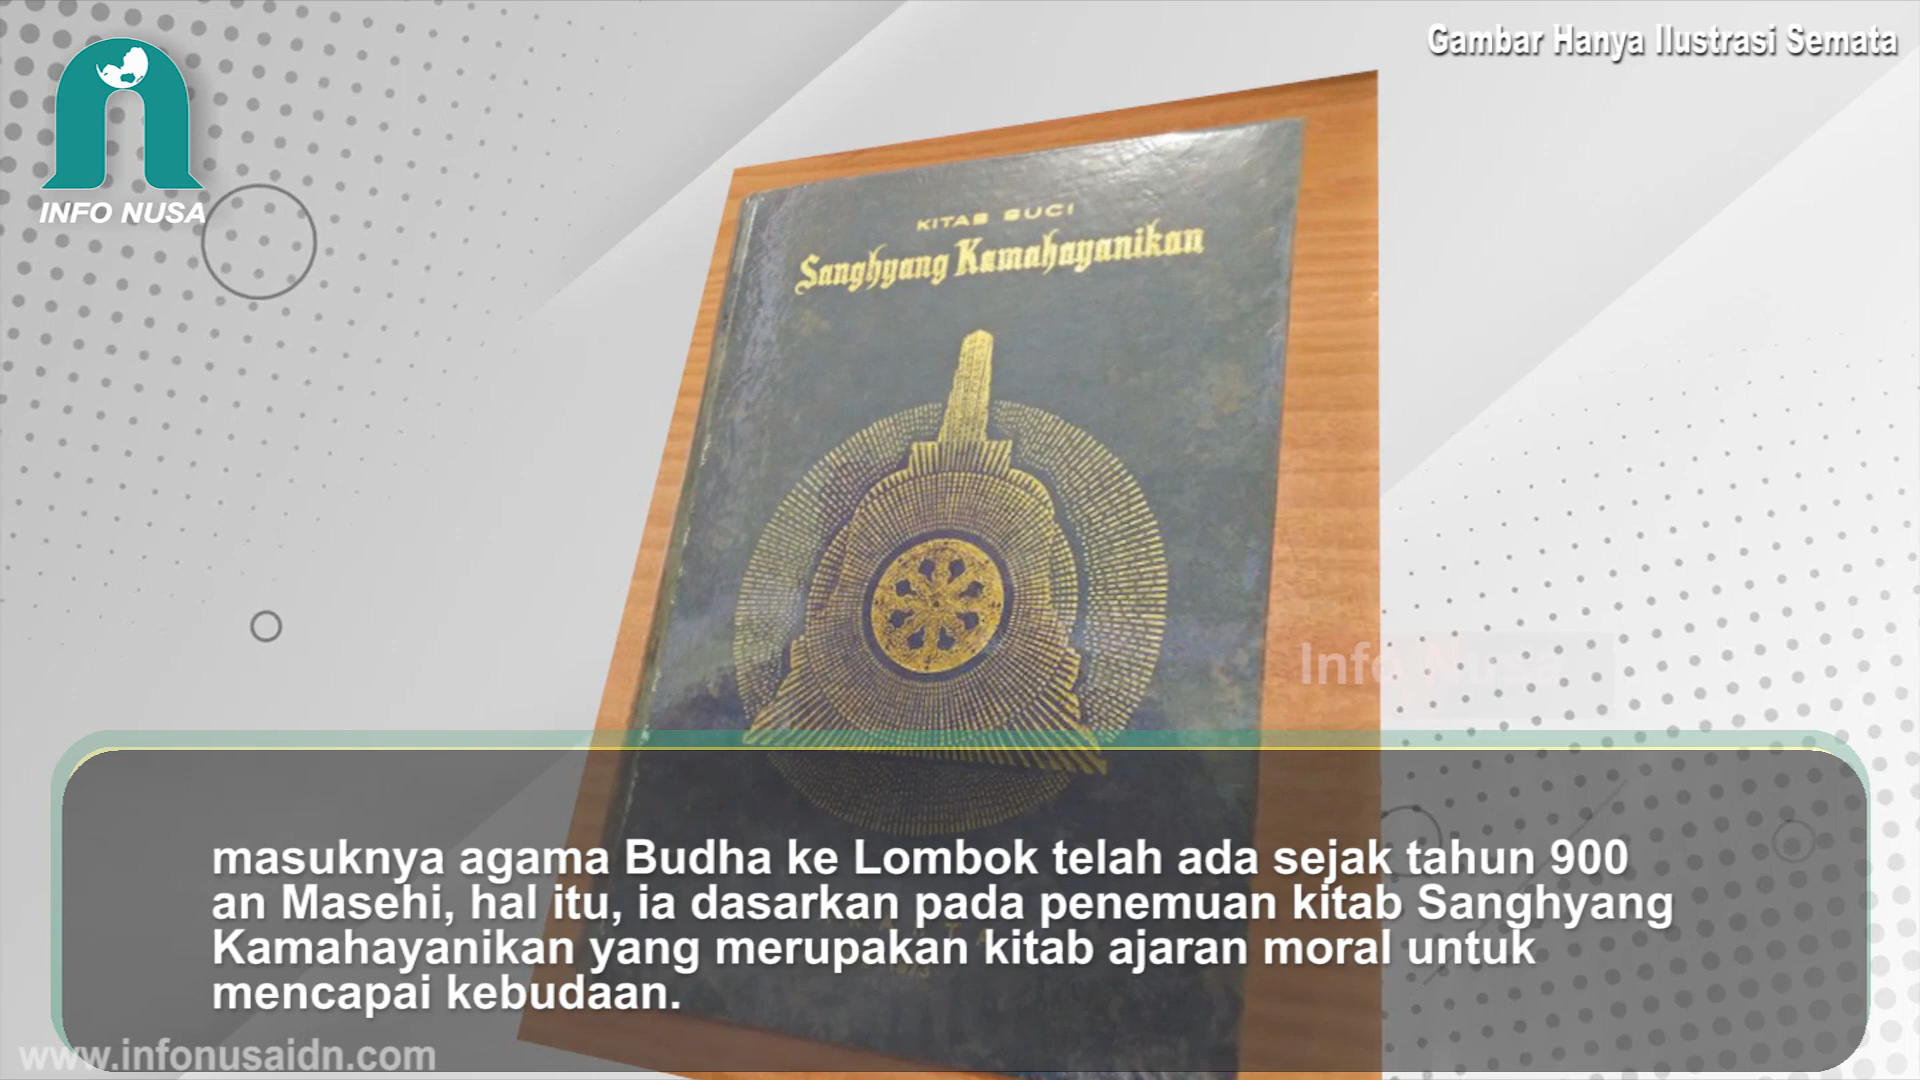 Gambar Hanya Ilustrasi Semata
INFO NUSA
KITAB SUCI
Sanghyang Kamahayanikan
Info Nusa
masuknya agama Budha ke Lombok telah ada sejak tahun 900
an Masehi, hal itu, ia dasarkan pada penemuan kitab Sanghyang
Kamahayanikan yang merupakan kitab ajaran moral untuk
mencapai kebudaan.
www.infonusaidn.com